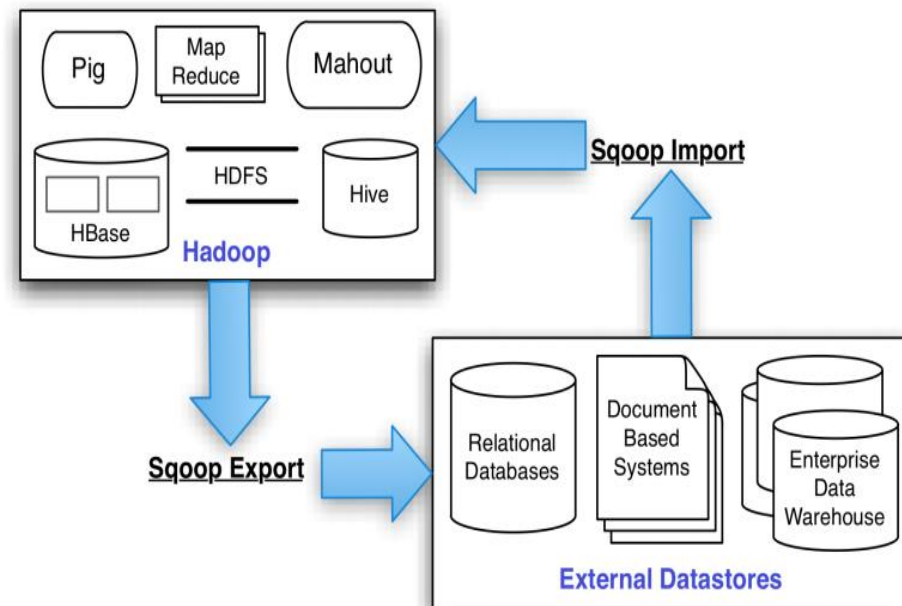 Pig
Map
Reduce
Mahout
HBase
HDFS
Hive
Hadoop
Sqoop Import
Sqoop Export
Relational
Databases
Document
Based
Systems
Enterprise
Data
Warehouse
External Datastores